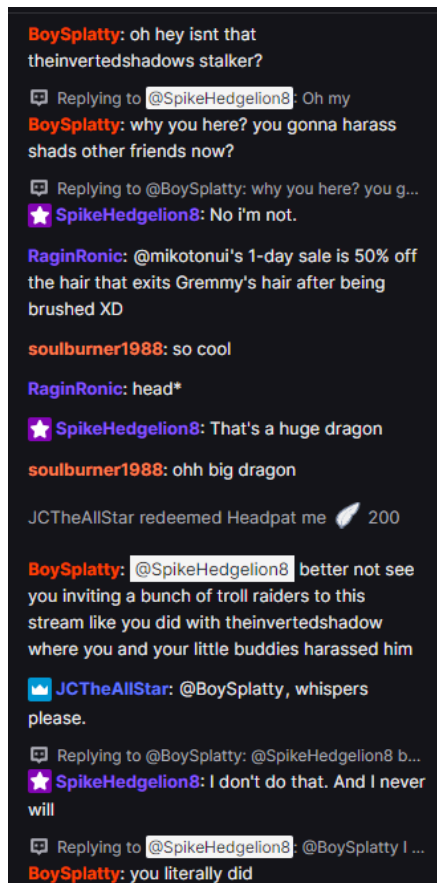 BoySplatty: oh hey isnt that
theinvertedshadows stalker?
Replying to @SpikeHedgelion8: Oh my
BoySplatty: why you here? you gonna harass
shads other friends now?
Replying to @BoySplatty: why you here? you g...
SpikeHedgelion8: No i'm not.
RaginRonic: @mikotonui's 1-day sale is 50% off
the hair that exits Gremmy's hair after being
brushed XD
soulburner1988: so cool
RaginRonic: head*
SpikeHedgelion8: That's a huge dragon
soulburner1988: ohh big dragon
JCTheAllStar redeemed Headpat me 200
BoySplatty: @SpikeHedgelion8 better not see
you inviting a bunch of troll raiders to this
stream like you did with theinvertedshadow
where you and your little buddies harassed him
JCTheAllStar: @BoySplatty, whispers
please.
Replying to @BoySplatty: @SpikeHedgelion8 b...
SpikeHedgelion8: I don't do that. And I never
will
Replying to @SpikeHedgelion8: @BoySplatty I ...
BoySplatty: you literally did